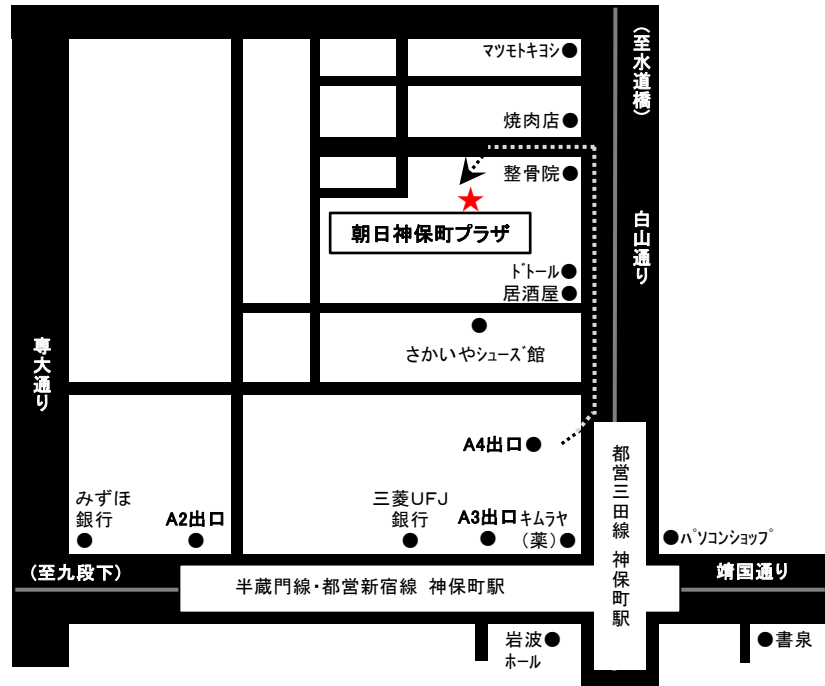 マツモトキヨシ
(至水道橋)
焼肉店
整骨院
白山通り
朝日神保町プラザ
ドトール
居酒屋
さかいやシューズ館
専大通り
A4出口
都営三田線 神保町駅
みずほ
銀行
A2出口
三菱UFJ
銀行
A3出口
キムラヤ
(薬)
パソコンショップ
(至九段下)
半蔵門線・都営新宿線 神保町駅
靖国通り
岩波
ホール
書泉